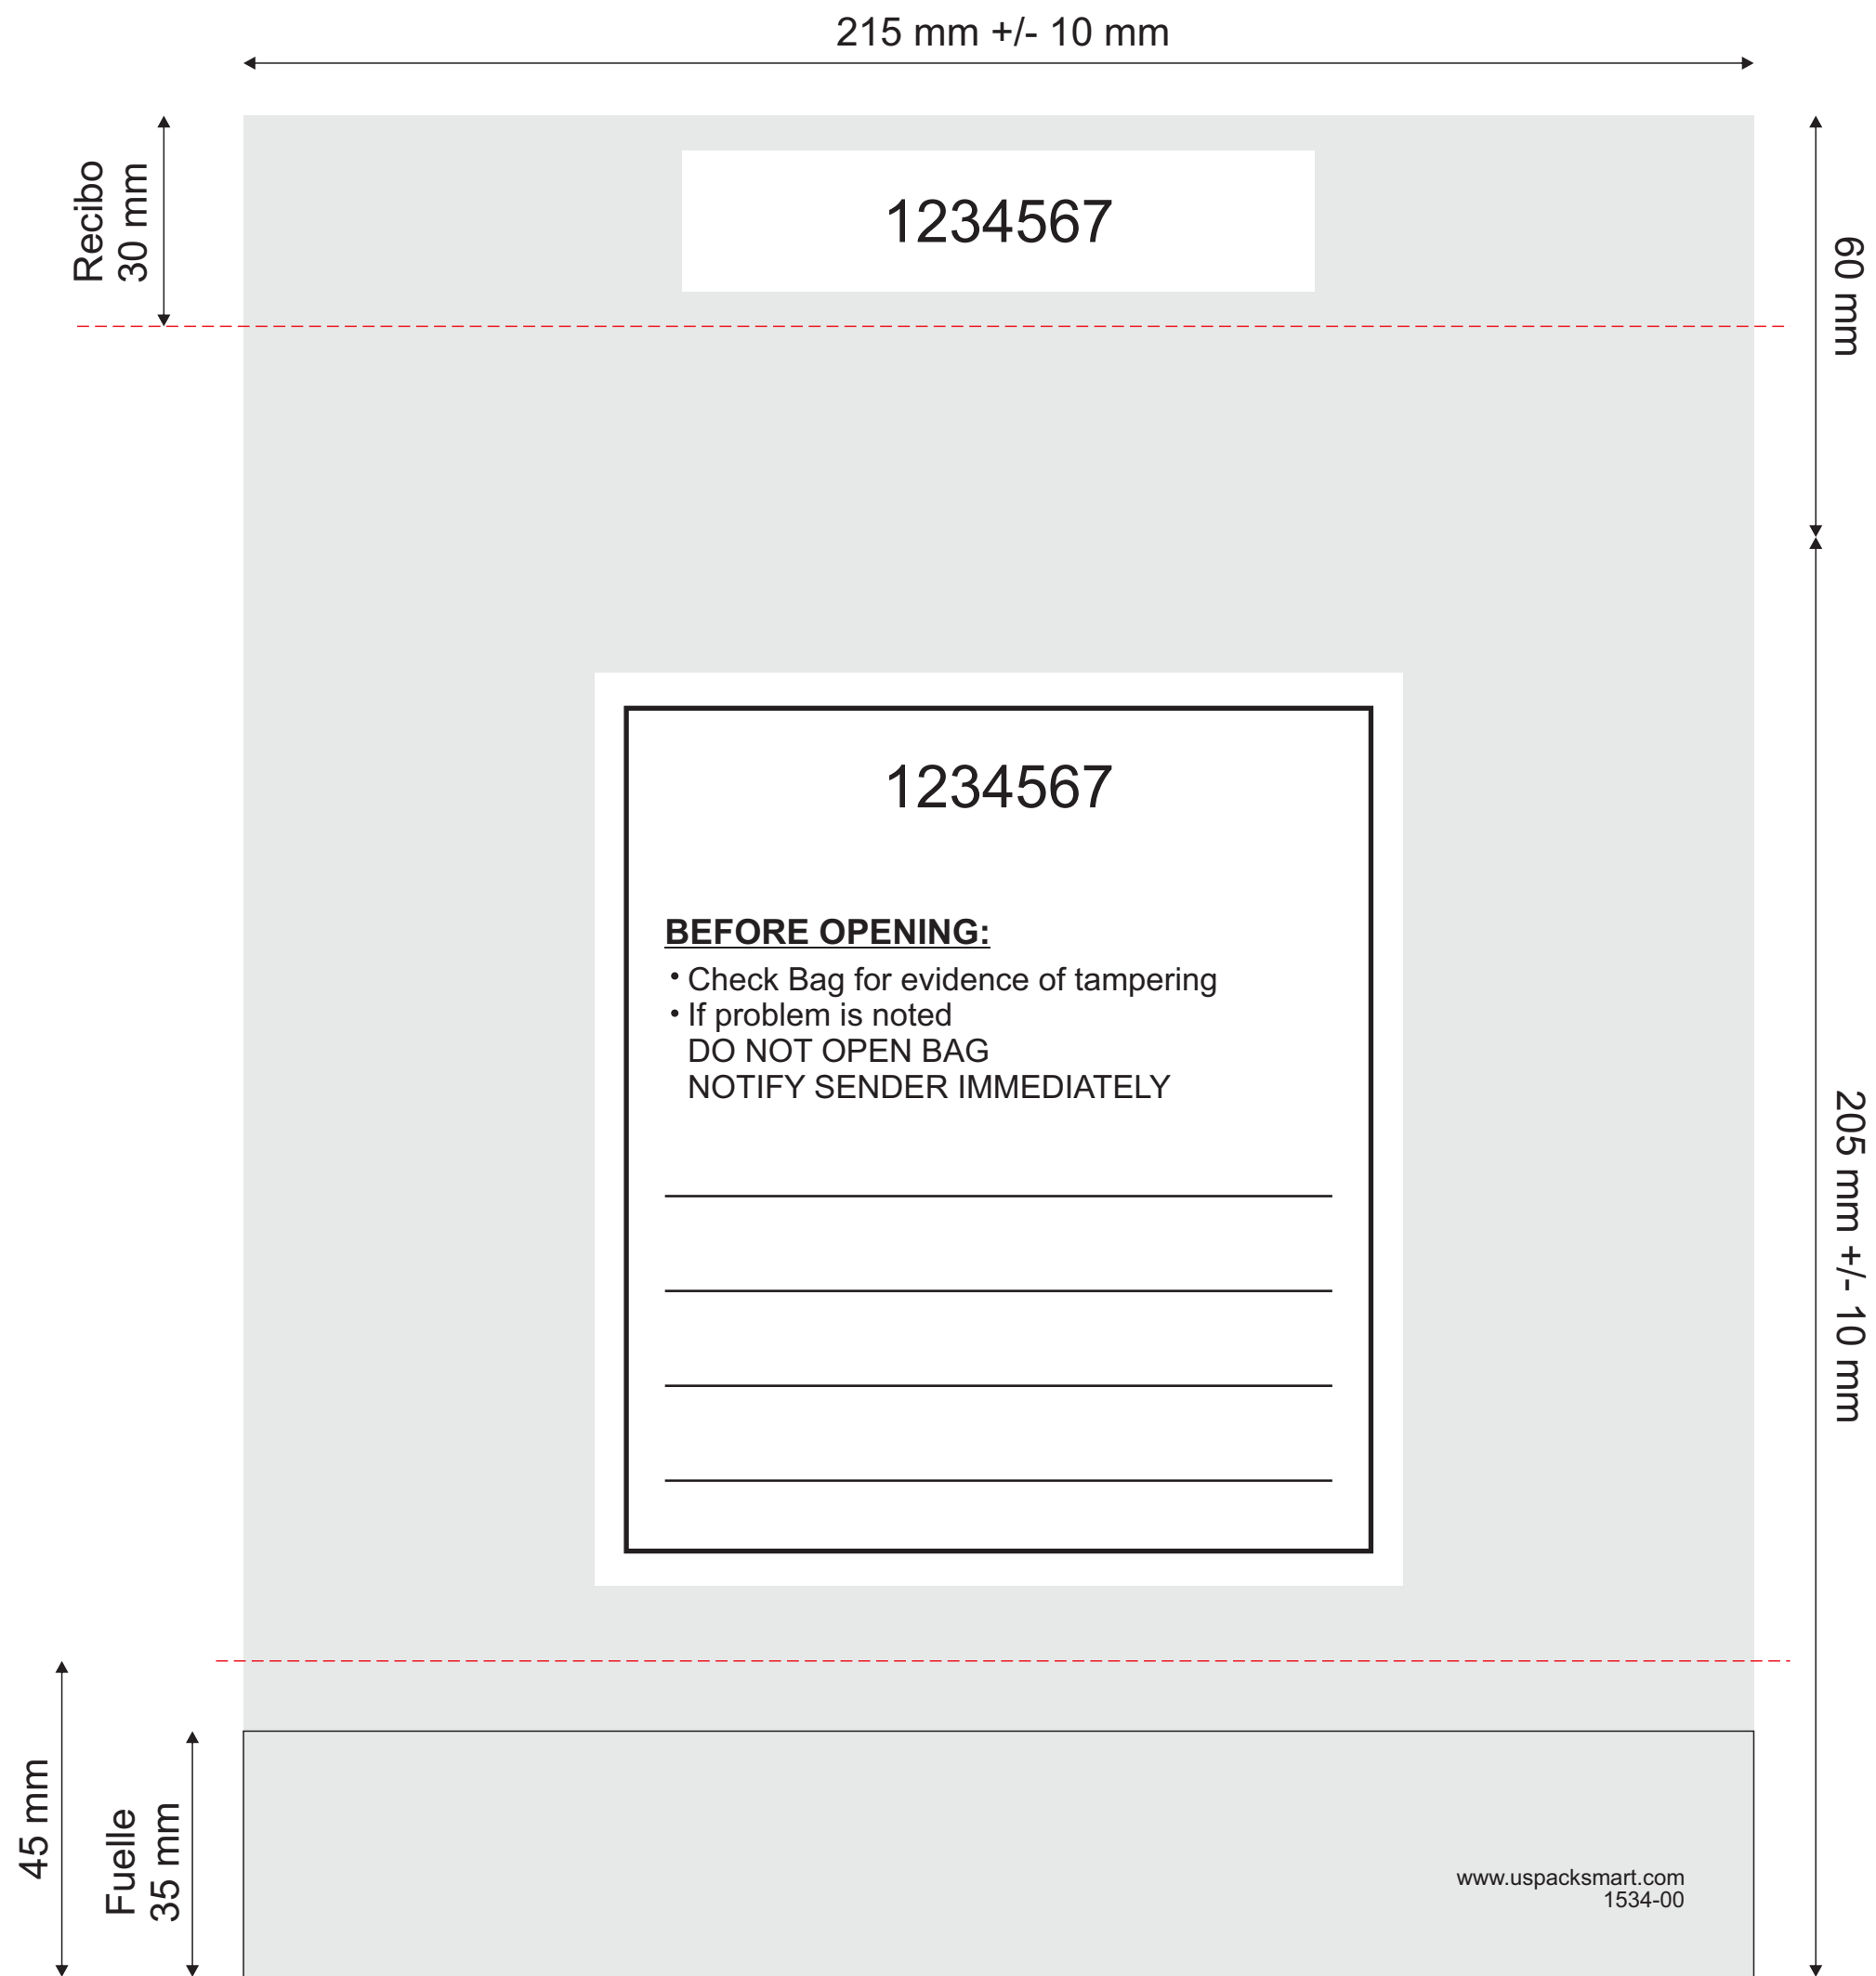 215 mm +/- 10 mm
Recibo
30 mm
1234567
60 mm
1234567
BEFORE OPENING:
• Check Bag for evidence of tampering
• If problem is noted
DO NOT OPEN BAG
NOTIFY SENDER IMMEDIATELY
205 mm +/- 10 mm
45 mm
Fuelle
35 mm
www.uspacksmart.com
1534-00